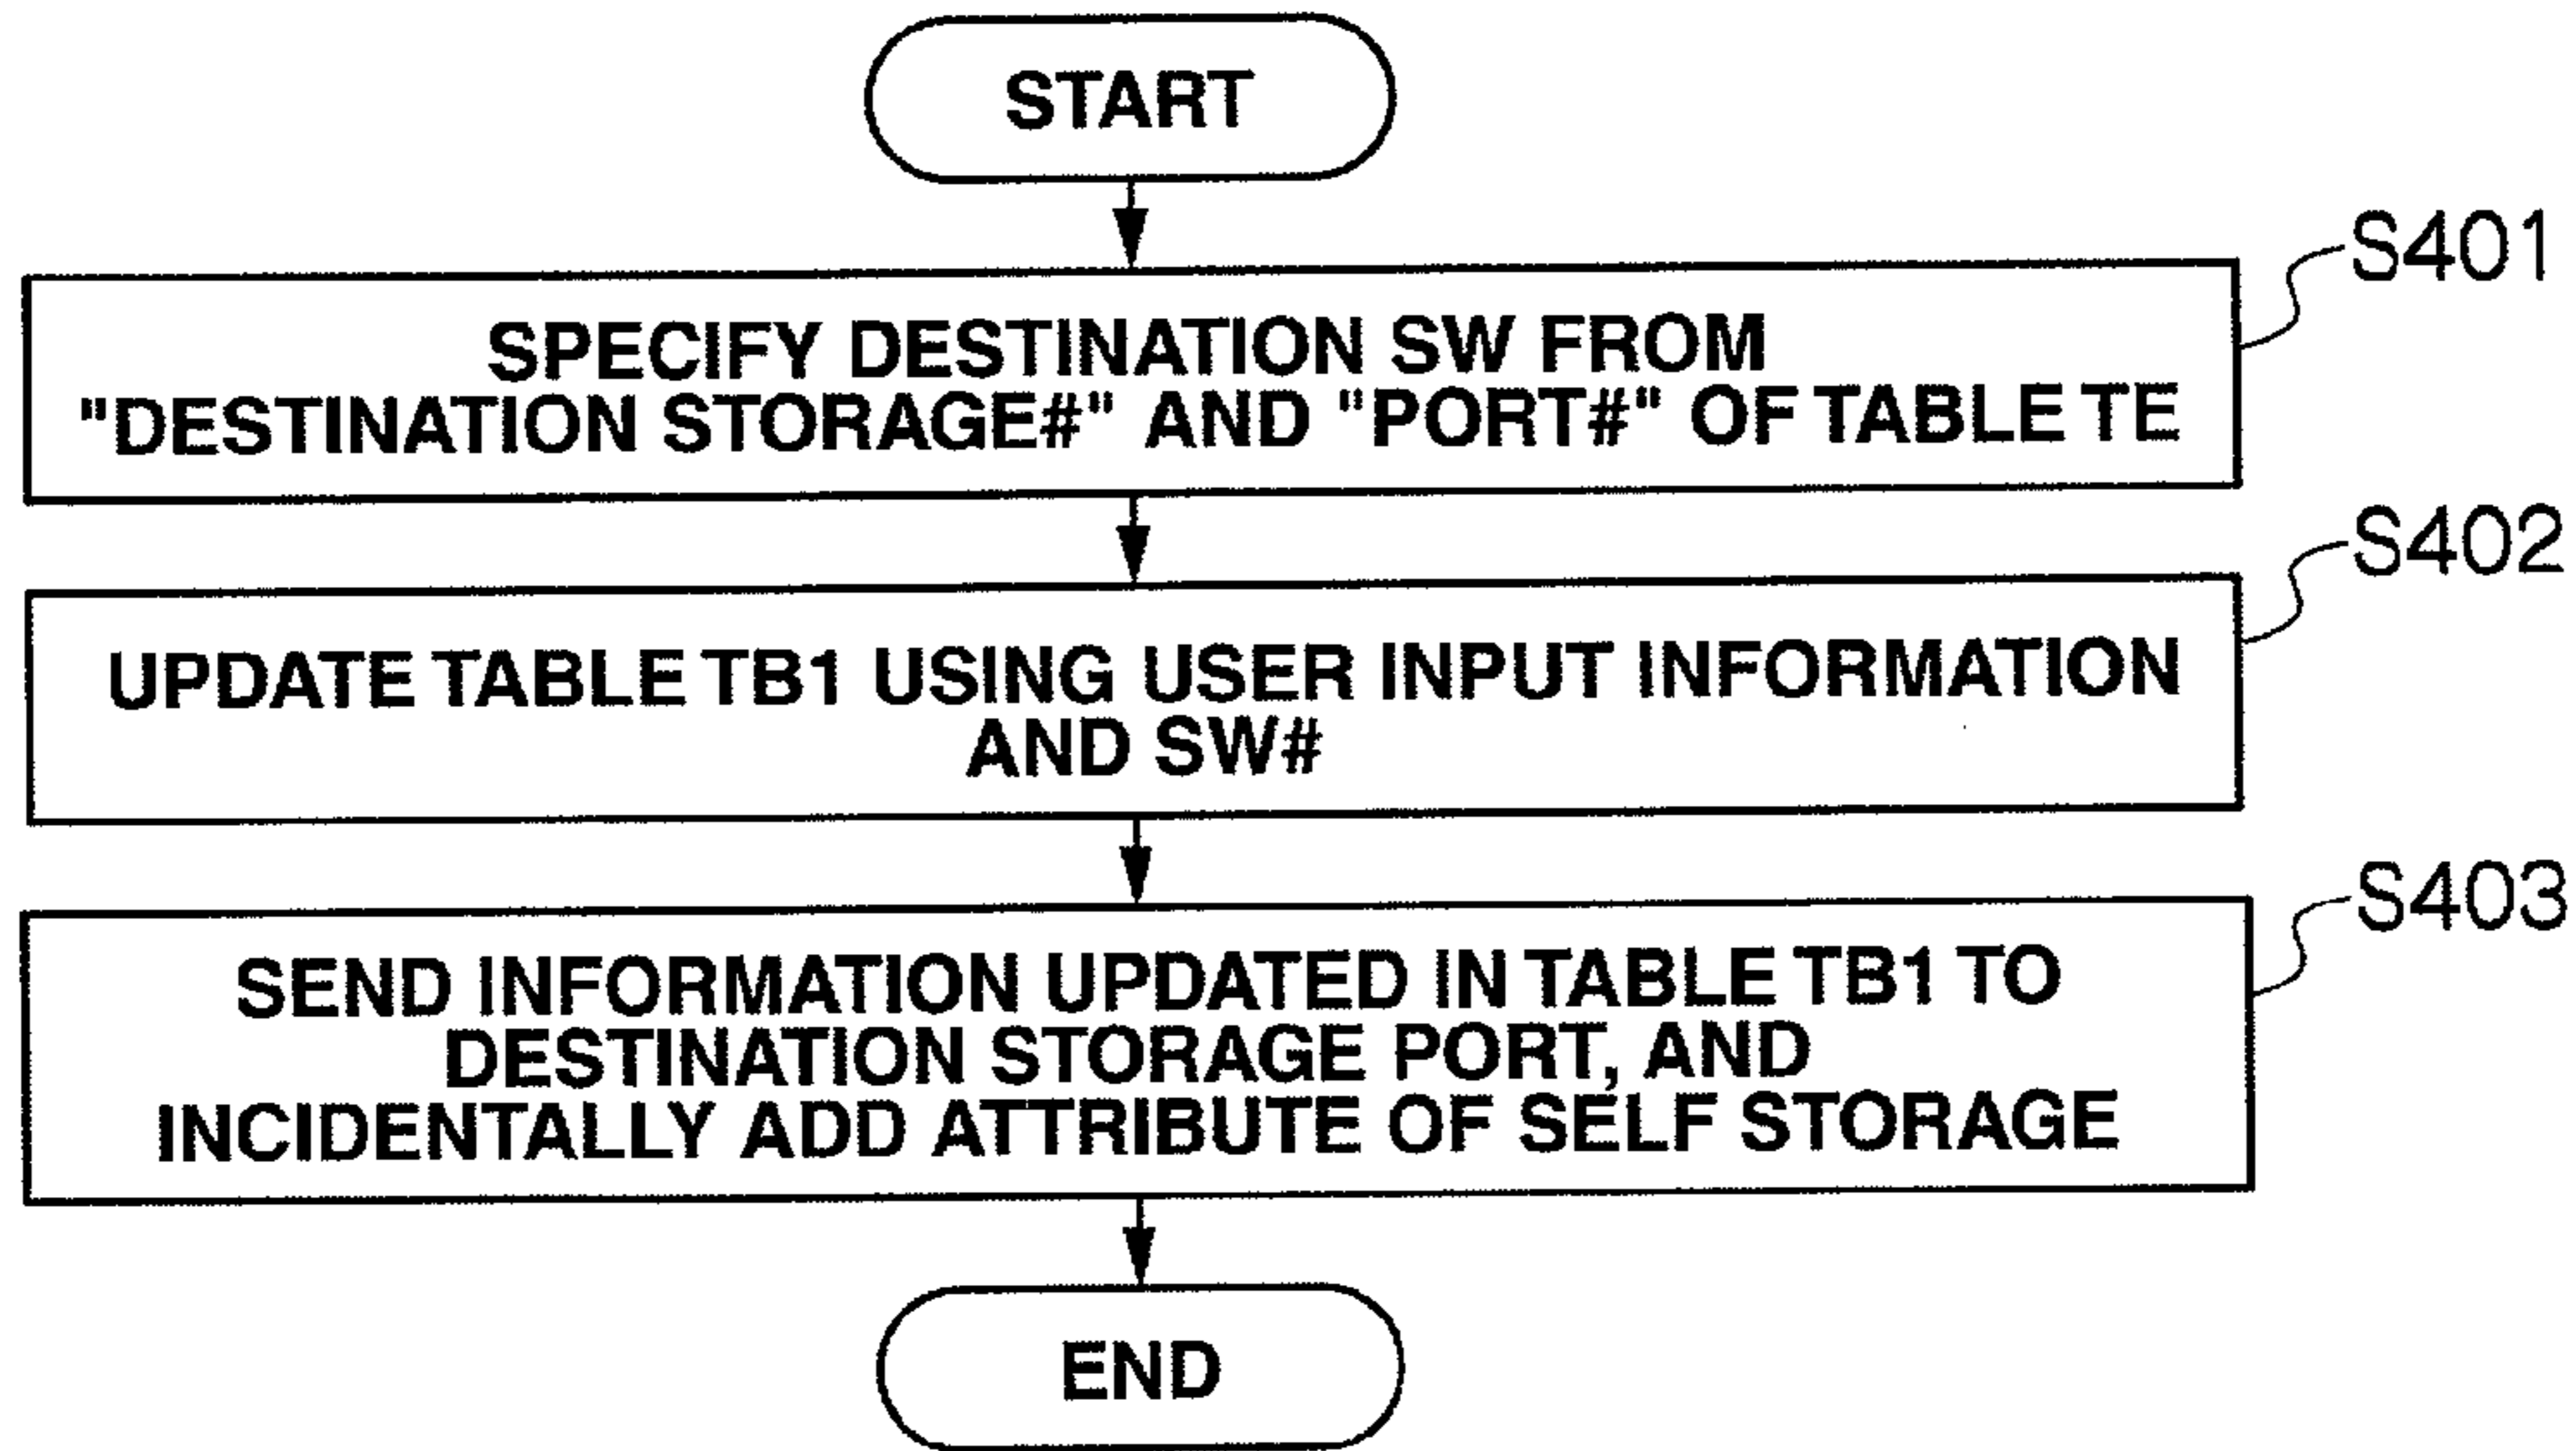 START
S401
SPECIFY DESTINATION SW FROM
"DESTINATION STORAGE#" AND "PORT#" OF TABLE TE
S402
UPDATE TABLE TB1 USING USER INPUT INFORMATION
AND SW#
S403
SEND INFORMATION UPDATED IN TABLE TB1 TO
DESTINATION STORAGE PORT, AND
INCIDENTALLY ADD ATTRIBUTE OF SELF STORAGE
END